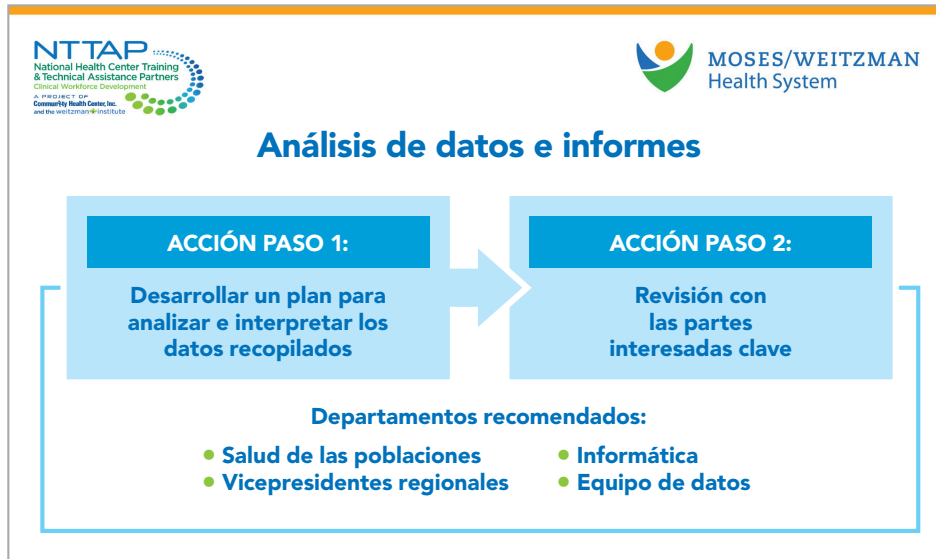 NTTAP
National Health Center Training
& Technical Assistance Partners
Clinical Workforce Development
A PROJECT OF
Community Health Center, Inc.
and the weitzman institute
MOSES/WEITZMAN
Health System
Análisis de datos e informes
ACCIÓN PASO 1:
Desarrollar un plan para
analizar e interpretar los
datos recopilados
ACCIÓN PASO 2:
Revisión con
las partes
interesadas clave
Departamentos recomendados:
• Salud de las poblaciones
• Vicepresidentes regionales
• Informática
• Equipo de datos